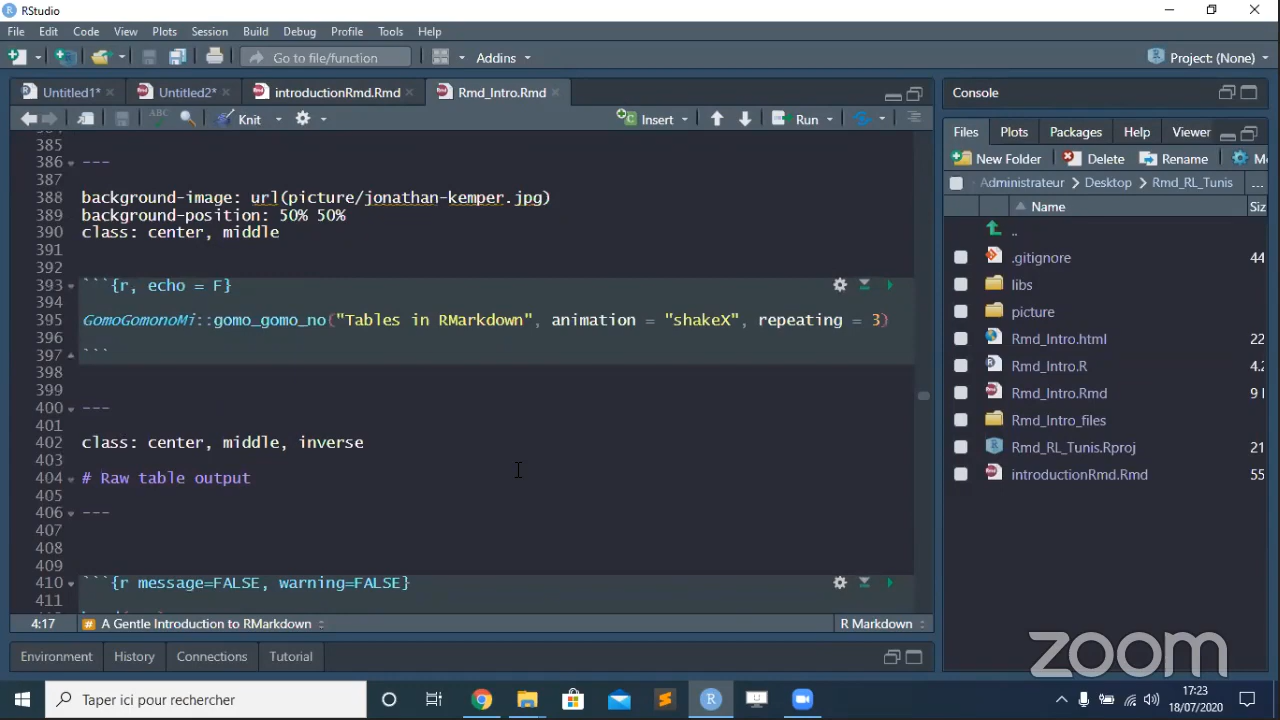 RStudio
File Edit Code View Plots Session Build Debug Profile Tools Help
Go to file/function Addins Project: (None)
Untitled1* Untitled2* introductionRmd.Rmd Rmd_Intro.Rmd
ABC Knit Insert Run
385
386 ---
387
388 background-image: url(picture/jonathan-kemper.jpg)
389 background-position: 50% 50%
390 class: center, middle
391
392
393 ```{r, echo = F}
394
395 GomoGomonoMi::gomo_gomo_no("Tables in RMarkdown", animation = "shakeX", repeating = 3)
396
397 ```
398
399
400 ---
401
402 class: center, middle, inverse
403
404 # Raw table output
405
406 ---
407
408
409
410 ```{r message=FALSE, warning=FALSE}
411
4:17 # A Gentle Introduction to RMarkdown R Markdown
Environment History Connections Tutorial
Console
Files Plots Packages Help Viewer
New Folder Delete Rename Mo
Administrateur Desktop Rmd_RL_Tunis ...
Name Siz
..
.gitignore 44
libs
picture
Rmd_Intro.html 22
Rmd_Intro.R 4.2
Rmd_Intro.Rmd 9
Rmd_Intro_files
Rmd_RL_Tunis.Rproj 21
introductionRmd.Rmd 55
zoom
Taper ici pour rechercher
17:23
18/07/2020